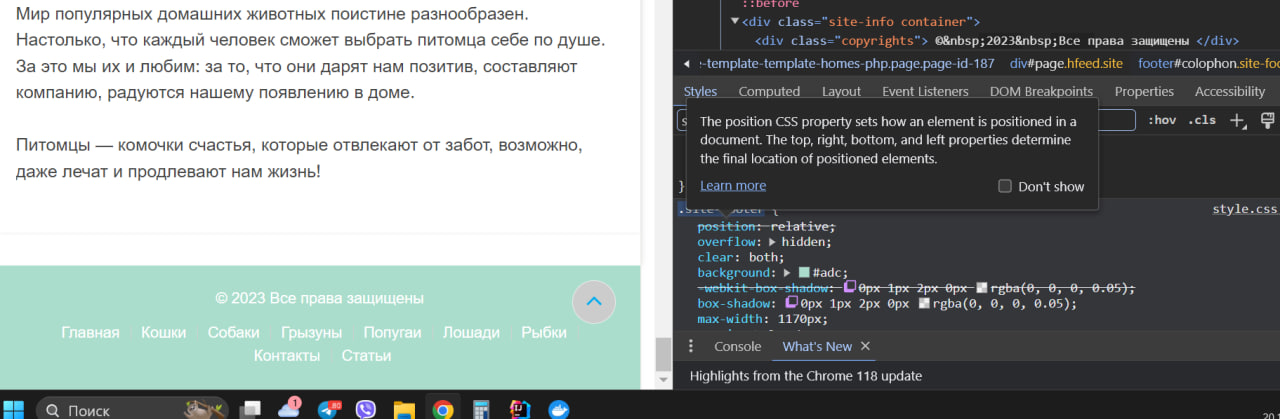 Мир популярных домашних животных поистине разнообразен.
Настолько, что каждый человек сможет выбрать питомца себе по душе.
За это мы их и любим: за то, что они дарят нам позитив, составляют
компанию, радуются нашему появлению в доме.
Питомцы — комочки счастья, которые отвлекают от забот, возможно,
даже лечат и продлевают нам жизнь!
© 2023 Все права защищены
Главная Кошки Собаки Грызуны Попугаи Лошади Рыбки
Контакты Статьи
::before
<div class="site-info container">
<div class="copyrights"> ©&nbsp;2023&nbsp;Все права защищены </div>
e-template-template-homes-php.page.page-id-187 div#page.hfeed.site footer#colophon.site-foo
Styles Computed Layout Event Listeners DOM Breakpoints Properties Accessibility
:hov .cls
The position CSS property sets how an element is positioned in a
document. The top, right, bottom, and left properties determine
the final location of positioned elements.
Learn more Don't show
}
.site-footer { style.css
position: relative;
overflow: hidden;
clear: both;
background: #adc;
-webkit-box-shadow: 0px 1px 2px 0px rgba(0, 0, 0, 0.05);
box-shadow: 0px 1px 2px 0px rgba(0, 0, 0, 0.05);
max-width: 1170px;
Console What's New
Highlights from the Chrome 118 update
Поиск 1 80